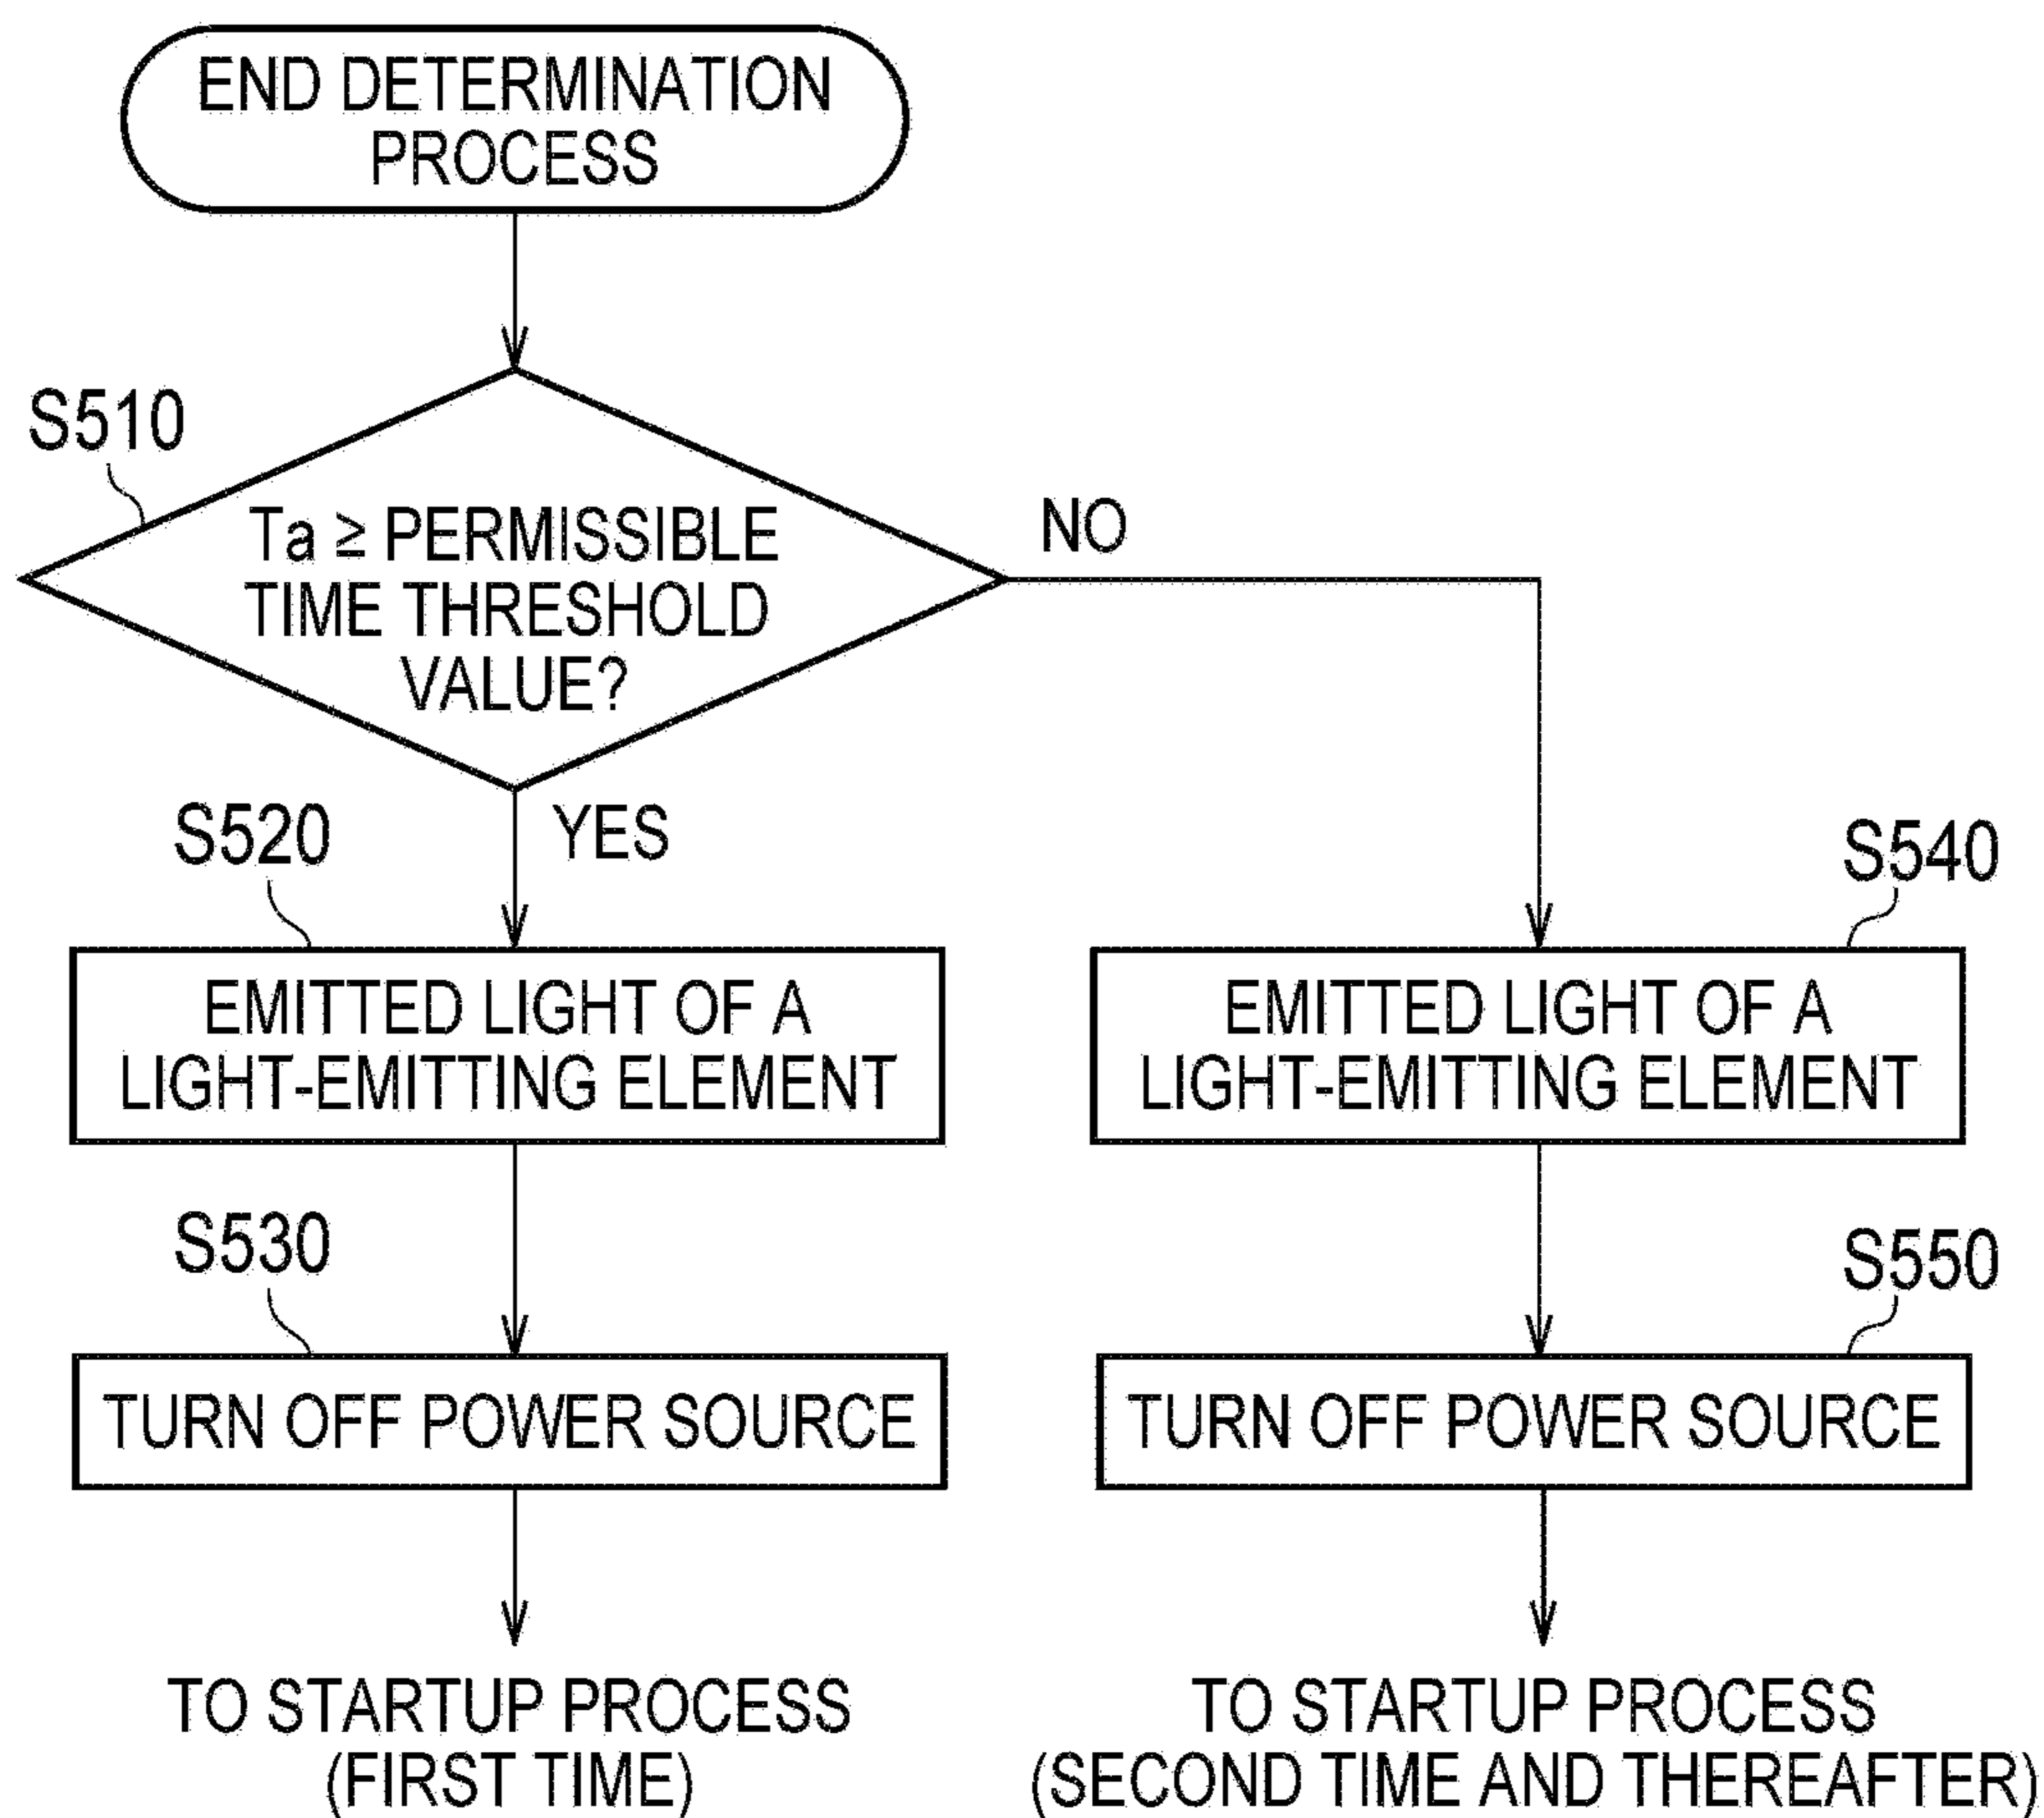 END DETERMINATION
PROCESS
S510
Ta ≥ PERMISSIBLE
TIME THRESHOLD
VALUE?
NO
YES
S520
EMITTED LIGHT OF A
LIGHT-EMITTING ELEMENT
S530
TURN OFF POWER SOURCE
TO STARTUP PROCESS
(FIRST TIME)
S540
EMITTED LIGHT OF A
LIGHT-EMITTING ELEMENT
S550
TURN OFF POWER SOURCE
TO STARTUP PROCESS
(SECOND TIME AND THEREAFTER)